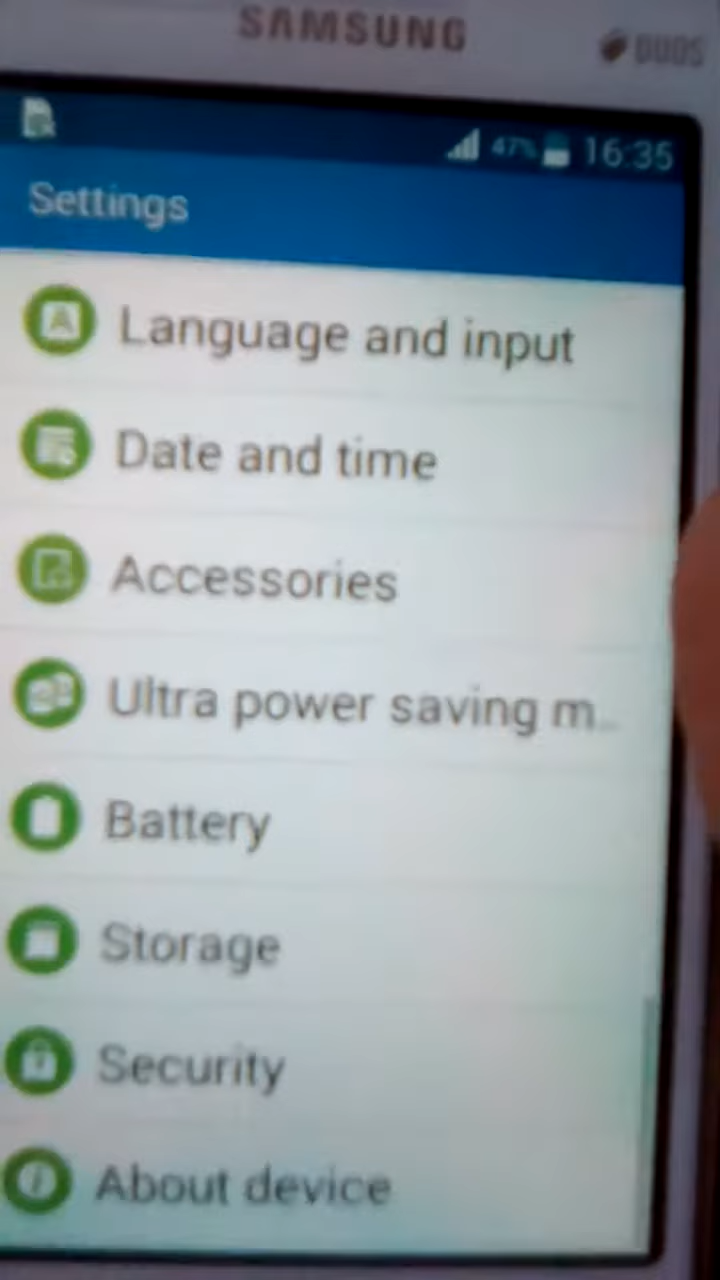 SAMSUNG
DUOS
47% 16:35
Settings
Language and input
Date and time
Accessories
Ultra power saving m...
Battery
Storage
Security
About device